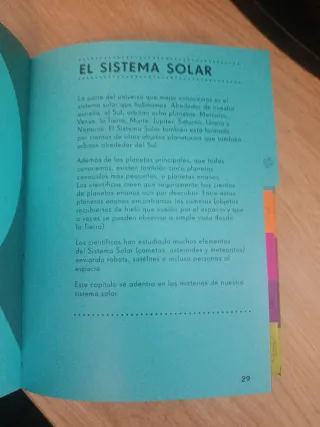 EL SISTEMA SOLAR
La parte del universo que mejor conocemos es el
sistema solar que habitamos. Alrededor de nuestra
estrella, el Sol, orbitan ocho planetas: Mercurio,
Venus, la Tierra, Marte, Júpiter, Saturno, Urano y
Neptuno. El Sistema Solar también está formado
por cientos de otros objetos planetarios que también
orbitan alrededor del Sol.
Además de los planetas principales, que todos
conocemos, existen también cinco planetas
conocidos más pequeños, o planetas enanos.
Los científicos creen que seguramente hay cientos
de planetas enanos aún por descubrir. Entre estos
planetas enanos encontramos los cometas (objetos
recubiertos de hielo que vuelan por el espacio y que
a veces se pueden observar a simple vista desde
la Tierra).
Los científicos han estudiado muchos elementos
del Sistema Solar (cometas, asteroides y meteoritos)
enviando robots, satélites e incluso personas al
espacio.
Este capítulo se adentra en los misterios de nuestro
sistema solar.
29